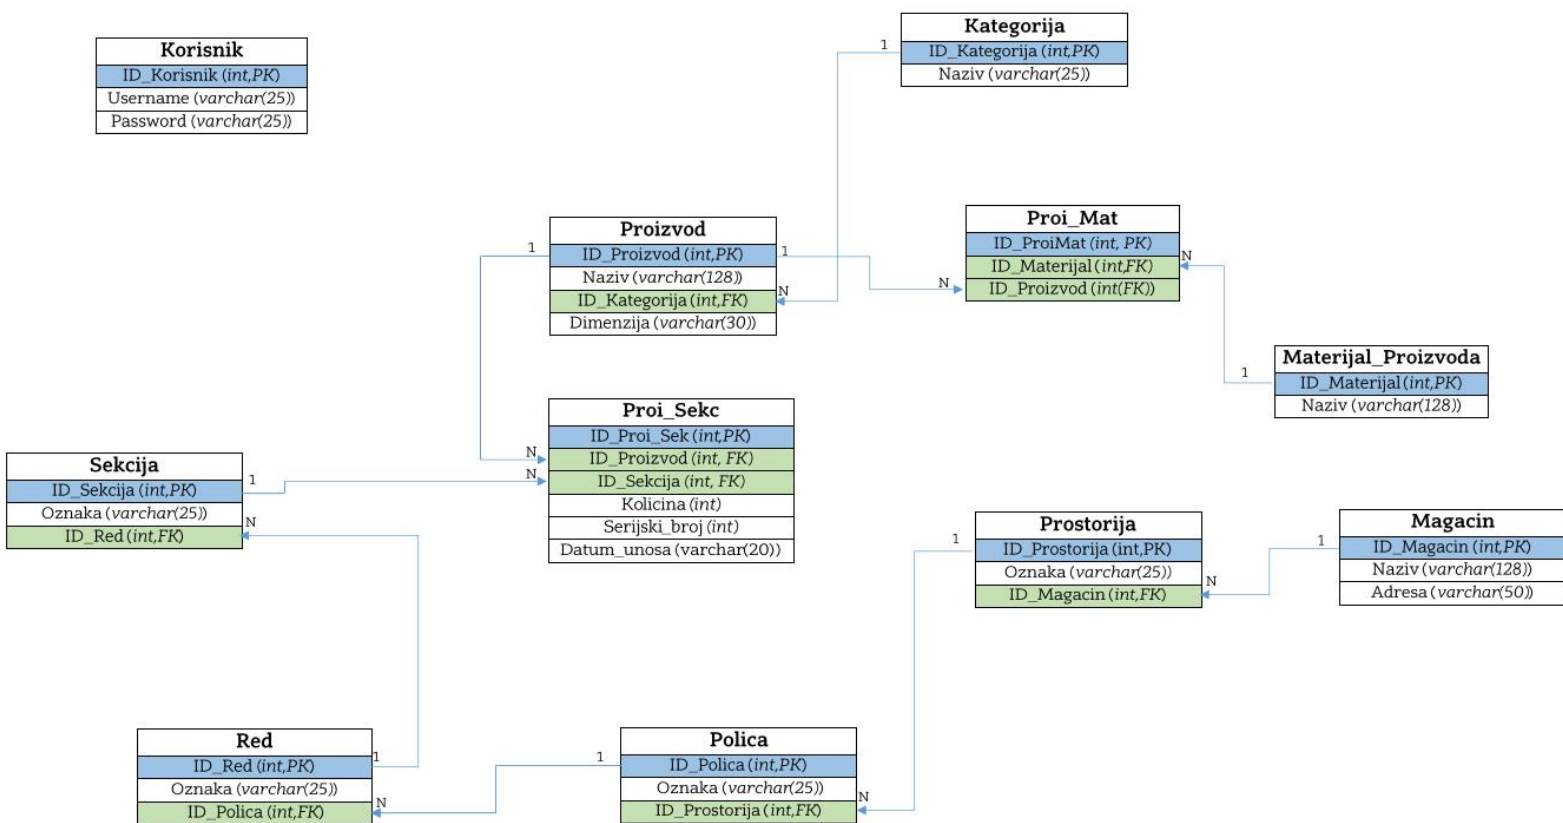 Korisnik
ID_Korisnik (int,PK)
Username (varchar(25))
Password (varchar(25))
Kategorija
ID_Kategorija (int,PK)
Naziv (varchar(25))
1
Proizvod
ID_Proizvod (int,PK)
Naziv (varchar(128))
ID_Kategorija (int,FK)
Dimenzija (varchar(30))
1
1
N
Proi_Mat
ID_ProiMat (int, PK)
ID_Materijal (int,FK)
ID_Proizvod (int(FK))
N
N
Materijal_Proizvoda
ID_Materijal (int,PK)
Naziv (varchar(128))
1
Proi_Sekc
ID_Proi_Sek (int,PK)
ID_Proizvod (int, FK)
ID_Sekcija (int, FK)
Kolicina (int)
Serijski_broj (int)
Datum_unosa (varchar(20))
N
N
Sekcija
ID_Sekcija (int,PK)
Oznaka (varchar(25))
ID_Red (int,FK)
1
N
Prostorija
ID_Prostorija (int,PK)
Oznaka (varchar(25))
ID_Magacin (int,FK)
1
N
Magacin
ID_Magacin (int,PK)
Naziv (varchar(128))
Adresa (varchar(50))
1
Red
ID_Red (int,PK)
Oznaka (varchar(25))
ID_Polica (int,FK)
1
N
Polica
ID_Polica (int,PK)
Oznaka (varchar(25))
ID_Prostorija (int,FK)
1
N